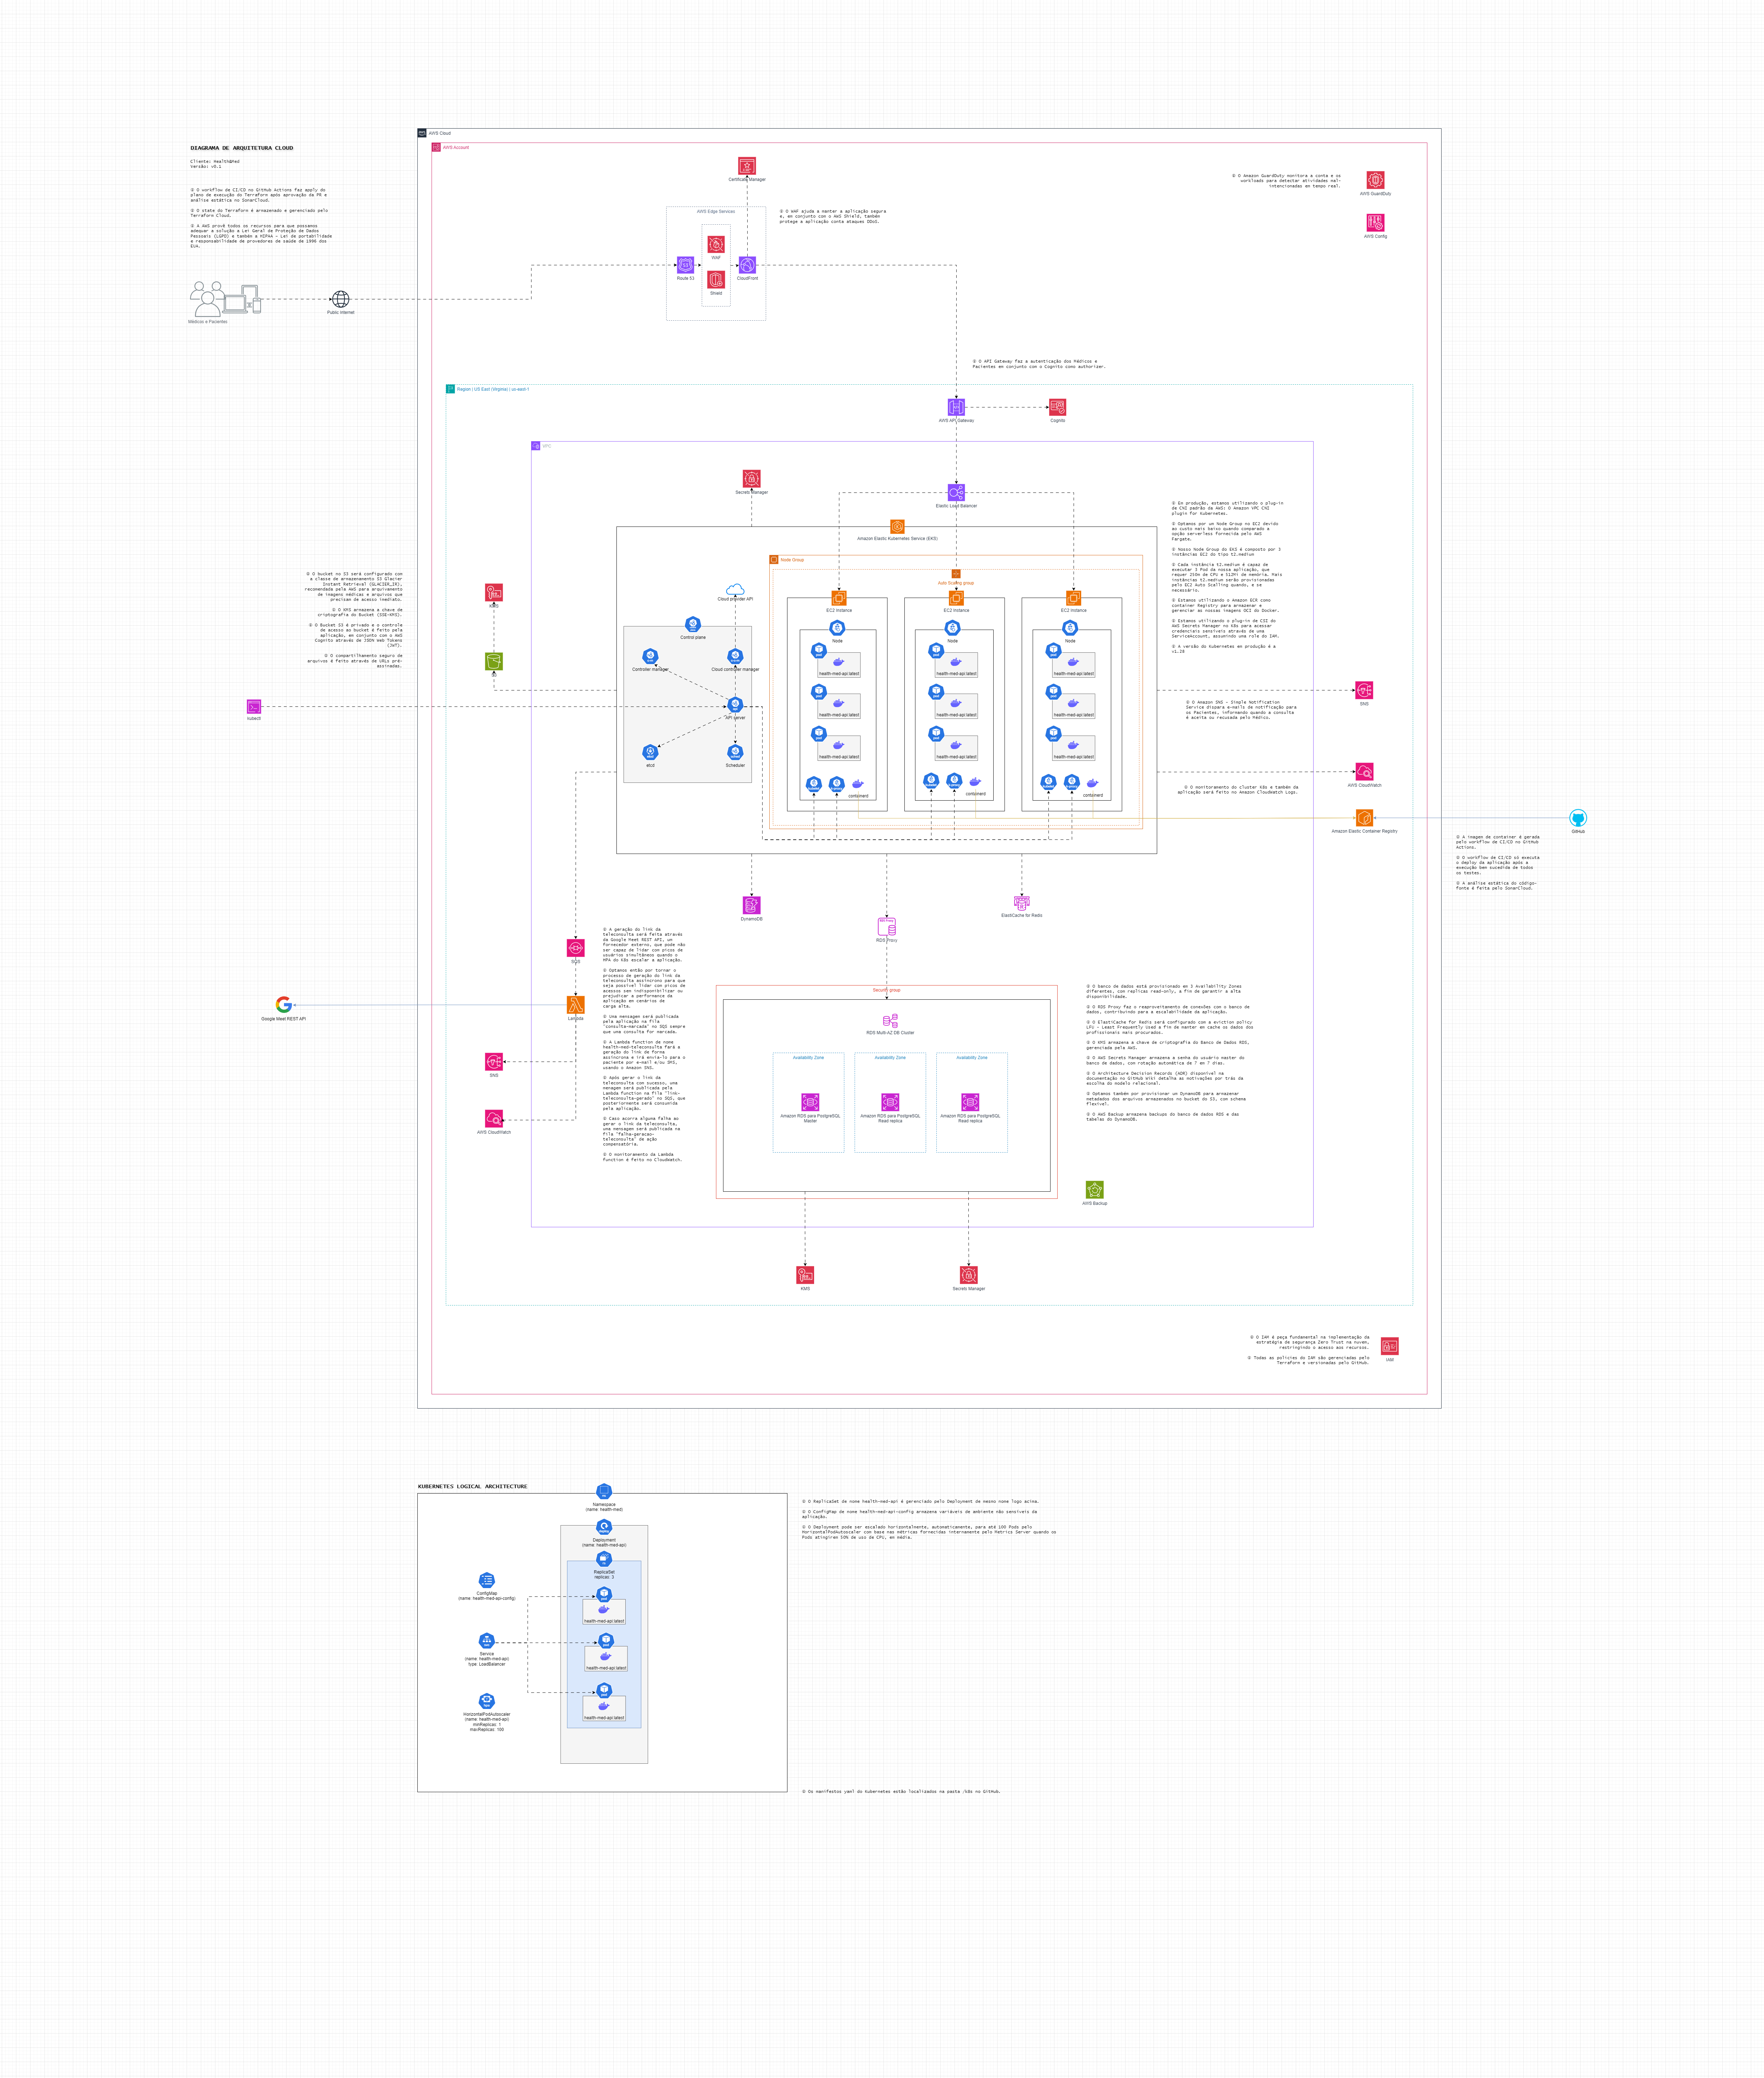 DIAGRAMA DE ARQUITETURA CLOUD
Cliente: Health&Med
Versão: v0.1
① O workflow de CI/CD no GitHub Actions faz apply do
plano de execução do Terraform após aprovação da PR e
análise estática no SonarCloud.
② O state do Terraform é armazenado e gerenciado pelo
Terraform Cloud.
③ A AWS provê todos os recursos para que possamos
adequar a solução a Lei Geral de Proteção de Dados
Pessoais (LGPD) e também a HIPAA - Lei de portabilidade
e responsabilidade de provedores de saúde de 1996 dos
EUA.
Médicos e Pacientes
Public Internet
AWS Cloud
AWS Account
Certificate Manager
AWS Edge Services
WAF
Route 53
CloudFront
Shield
① O WAF ajuda a manter a aplicação segura
e, em conjunto com o AWS Shield, também
protege a aplicação conta ataques DDoS.
① O Amazon GuardDuty monitora a conta e os
workloads para detectar atividades mal-
intencionadas em tempo real.
AWS GuardDuty
AWS Config
① O API Gateway faz a autenticação dos Médicos e
Pacientes em conjunto com o Cognito como authorizer.
Region | US East (Virginia) | us-east-1
AWS API Gateway
Cognito
VPC
Secrets Manager
Elastic Load Balancer
Amazon Elastic Kubernetes Service (EKS)
Node Group
Auto Scaling group
EC2 Instance
EC2 Instance
EC2 Instance
Node
Node
Node
health-med-api:latest
health-med-api:latest
health-med-api:latest
health-med-api:latest
health-med-api:latest
health-med-api:latest
health-med-api:latest
health-med-api:latest
health-med-api:latest
containerd
containerd
containerd
Cloud provider API
Control plane
Controller manager
Cloud controller manager
API server
etcd
Scheduler
① Em produção, estamos utilizando o plug-in
de CNI padrão da AWS: O Amazon VPC CNI
plugin for Kubernetes.
② Optamos por um Node Group no EC2 devido
ao custo mais baixo quando comparado a
opção serverless fornecida pelo AWS
Fargate.
③ Nosso Node Group do EKS é composto por 3
instâncias EC2 do tipo t2.medium
④ Cada instância t2.medium é capaz de
executar 3 Pod da nossa aplicação, que
requer 250m de CPU e 512Mi de memória. Mais
instâncias t2.medium serão provisionadas
pelo EC2 Auto Scalling quando, e se
necessário.
⑤ Estamos utilizando o Amazon ECR como
container Registry para armazenar e
gerenciar as nossas imagem OCI do Docker.
⑥ Estamos utilizando o plug-in de CSI do
AWS Secrets Manager no K8s para acessar
credenciais sensíveis através de uma
ServiceAccount, assumindo uma role do IAM.
⑦ A versão do Kubernetes em produção é a
v1.28
① O bucket no S3 será configurado com
a classe de armazenamento S3 Glacier
Instant Retrieval (GLACIER_IR),
recomendada pela AWS para arquivamento
de imagens médicas e arquivos que
precisam de acesso imediato.
② O KMS armazena a chave de
criptografia do Bucket (SSE-KMS).
③ O Bucket S3 é privado e o controle
de acesso ao bucket é feito pela
aplicação, em conjunto com o AWS
Cognito através de JSON Web Tokens
(JWT).
④ O compartilhamento seguro de
arquivos é feito através de URLs pré-
assinadas.
KMS
S3
kubectl
SNS
① O Amazon SNS - Simple Notification
Service dispara e-mails de notificação para
os Pacientes, informando quando a consulta
é aceita ou recusada pelo Médico.
AWS CloudWatch
① O monitoramento do cluster K8s e também da
aplicação será feito no Amazon CloudWatch Logs.
Amazon Elastic Container Registry
GitHub
① A imagem de container é gerada
pelo workflow de CI/CD no GitHub
Actions.
② O workflow de CI/CD só executa
o deploy da aplicação após a
execução bem sucedida de todos
os testes.
③ A análise estática do código-
fonte é feita pelo SonarCloud.
DynamoDB
RDS Proxy
ElastiCache for Redis
SQS
Lambda
Google Meet REST API
SNS
AWS CloudWatch
① A geração do link da
teleconsulta será feita através
da Google Meet REST API, um
fornecedor externo, que pode não
ser capaz de lidar com picos de
usuários simultâneos quando o
HPA do K8s escalar a aplicação.
② Optamos então por tornar o
processo de geração do link da
teleconsulta assíncrono para que
seja possível lidar com picos de
acessos sem indisponibilizar ou
prejudicar a performance da
aplicação em cenários de
carga alta.
③ Uma mensagem será publicada
pela aplicação na fila
"consulta-marcada" no SQS sempre
que uma consulta for marcada.
④ A Lambda function de nome
health-med-teleconsulta fará a
geração do link de forma
assíncrona e irá enviá-lo para o
paciente por e-mail e/ou SMS,
usando o Amazon SNS.
⑤ Após gerar o link da
teleconsulta com sucesso, uma
menagem será publicada pela
Lambda function na fila "link-
teleconsulta-gerado" no SQS, que
posteriormente será consumida
pela aplicação.
⑥ Caso ocorra alguma falha ao
gerar o link da teleconsulta,
uma mensagem será publicada na
fila "falha-geracao-
teleconsulta" de ação
compensatória.
⑦ O monitoramento da Lambda
Function é feito no CloudWatch.
Security group
RDS Multi-AZ DB Cluster
Availability Zone
Availability Zone
Availability Zone
Amazon RDS para PostgreSQL
Master
Amazon RDS para PostgreSQL
Read replica
Amazon RDS para PostgreSQL
Read replica
① O banco de dados está provisionado em 3 Availability Zones
diferentes, com réplicas read-only, a fim de garantir a alta
disponibilidade.
② O RDS Proxy faz o reaproveitamento de conexões com o banco de
dados, contribuindo para a escalabilidade da aplicação.
③ O ElastiCache for Redis será configurado com a eviction policy
LFU - Least Frequently Used a fim de manter em cache os dados dos
profissionais mais procurados.
④ O KMS armazena a chave de criptografia do Banco de Dados RDS,
gerenciada pela AWS.
⑤ O AWS Secrets Manager armazena a senha do usuário master do
banco de dados, com rotação automática de 7 em 7 dias.
⑥ O Architecture Decision Records (ADR) disponível na
documentação no GitHub Wiki detalha as motivações por trás da
escolha do modelo relacional.
⑦ Optamos também por provisionar um DynamoDB para armazenar
metadados dos arquivos armazenados no bucket do S3, com schema
flexível.
⑧ O AWS Backup armazena backups do banco de dados RDS e das
tabelas do DynamoDB.
AWS Backup
KMS
Secrets Manager
① O IAM é peça fundamental na implementação da
estratégia de segurança Zero Trust na nuvem,
restringindo o acesso aos recursos.
② Todas as policies do IAM são gerenciadas pelo
Terraform e versionadas pelo GitHub.
IAM
KUBERNETES LOGICAL ARCHITECTURE
Namespace
(name: health-med)
Deployment
(name: health-med-api)
ReplicaSet
-replicas: 3
ConfigMap
(name: health-med-api-config)
health-med-api:latest
Service
(name: health-med-api)
type: LoadBalancer
health-med-api:latest
HorizontalPodAutoscaler
(name: health-med-api)
minReplicas: 1
maxReplicas: 100
health-med-api:latest
① O ReplicaSet de nome health-med-api é gerenciado pelo Deployment de mesmo nome logo acima.
② O ConfigMap de nome health-med-api-config armazena variáveis de ambiente não sensíveis da
aplicação.
③ O Deployment pode ser escalado horizontalmente, automaticamente, para até 100 Pods pelo
HorizontalPodAutoscaler com base nas métricas fornecidas internamente pelo Metrics Server quando os
Pods atingirem 50% de uso de CPU, em média.
① Os manifestos yaml do Kubernetes estão localizados na pasta /k8s no GitHub.